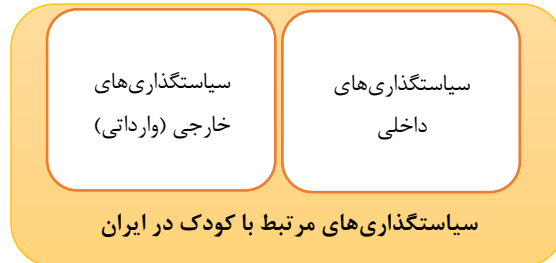 سیاستگذاری‌های
داخلی
سیاستگذاری‌های
خارجی (وارداتی)
سیاستگذاری‌های مرتبط با کودک در ایران